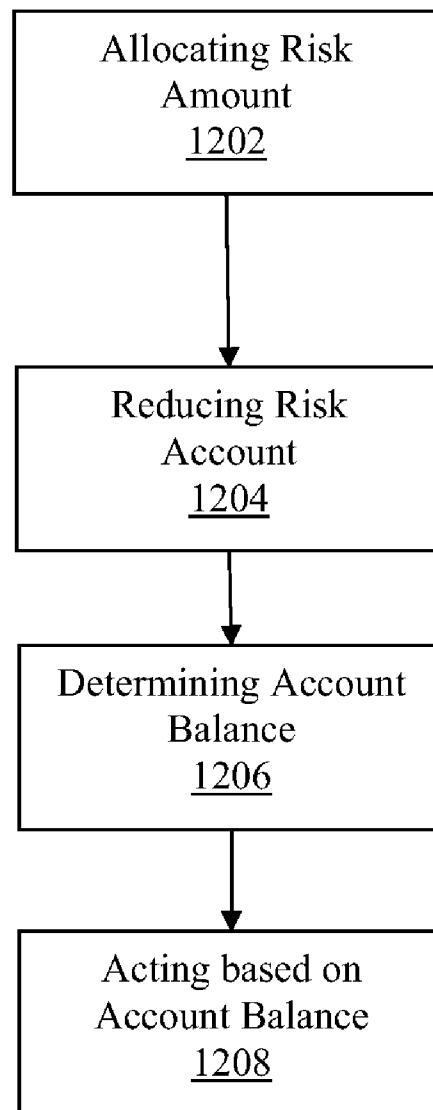 Allocating Risk
Amount
1202
Reducing Risk
Account
1204
Determining Account
Balance
1206
Acting based on
Account Balance
1208